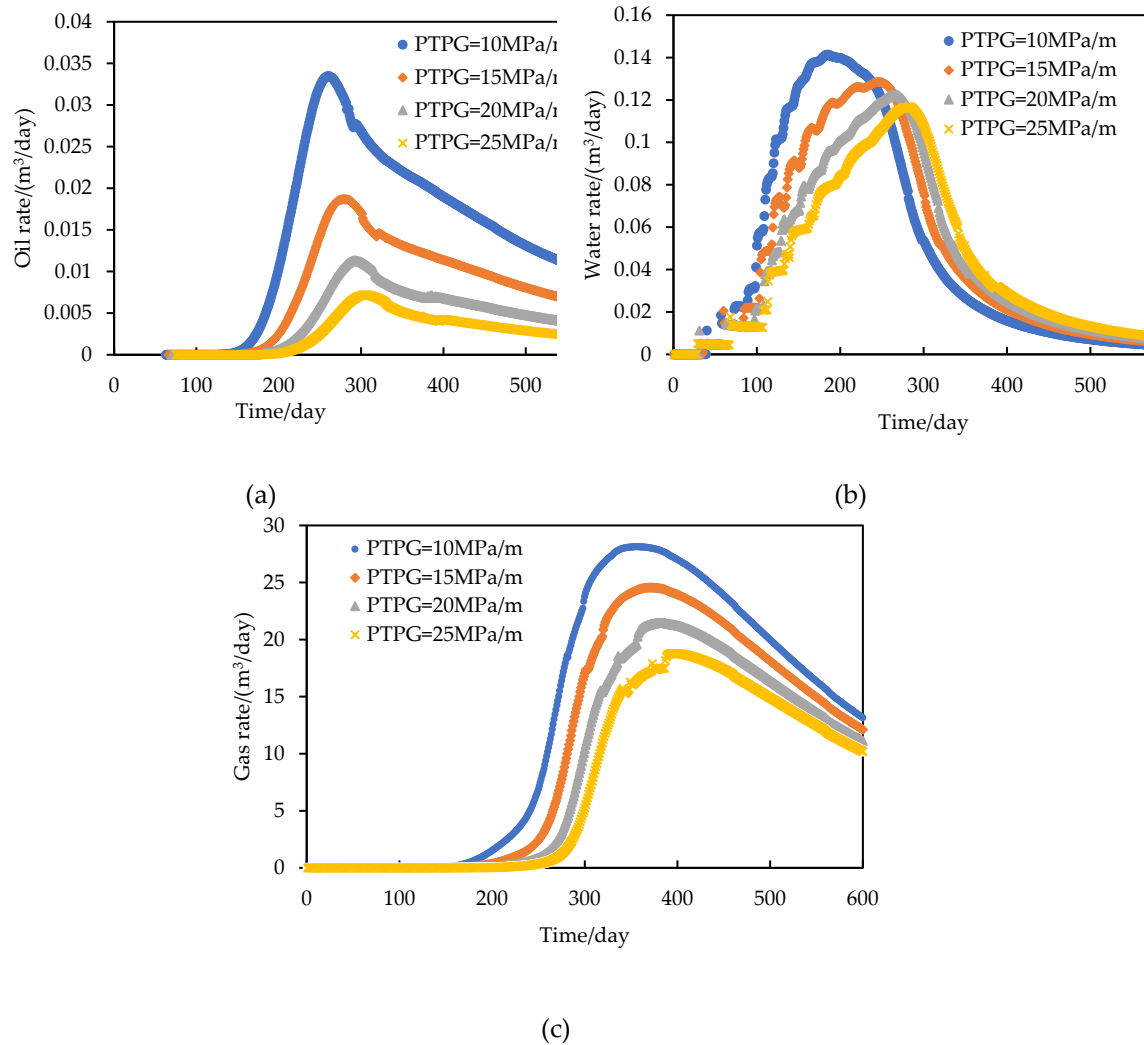 0.04
0.035
0.03
0.025
0.02
0.015
0.01
0.005
0
Oil rate/(m³/day)
PTPG=10MPa/m
PTPG=15MPa/m
PTPG=20MPa/m
PTPG=25MPa/m
0 100 200 300 400 500
Time/day
(a)
0.16
0.14
0.12
0.10
0.08
0.06
0.04
0.02
0.00
Water rate/(m³/day)
PTPG=10MPa/m
PTPG=15MPa/m
PTPG=20MPa/m
PTPG=25MPa/m
0 100 200 300 400 500
Time/day
(b)
30
25
20
15
10
5
0
Gas rate/(m³/day)
PTPG=10MPa/m
PTPG=15MPa/m
PTPG=20MPa/m
PTPG=25MPa/m
0 100 200 300 400 500 600
Time/day
(c)